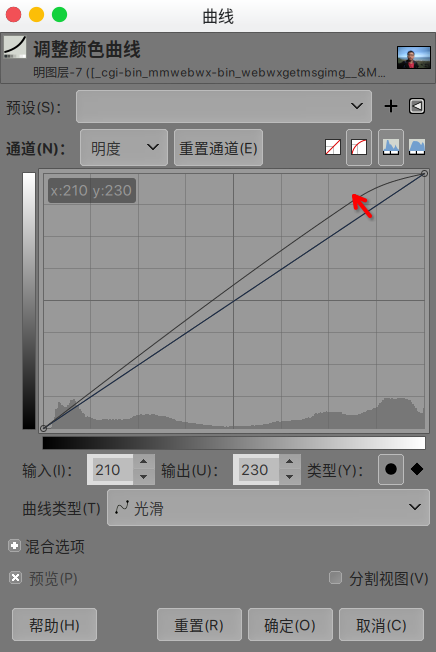 曲线
调整颜色曲线
明图层-7 ([_cgi-bin_mmwebwx-bin_webwxgetmsgimg__&M...
预设(S):
通道(N): 明度 重置通道(E)
x:210 y:230
输入(I): 210 输出(U): 230 类型(Y):
曲线类型(T) 光滑
混合选项
预览(P) 分割视图(V)
帮助(H) 重置(R) 确定(O) 取消(C)